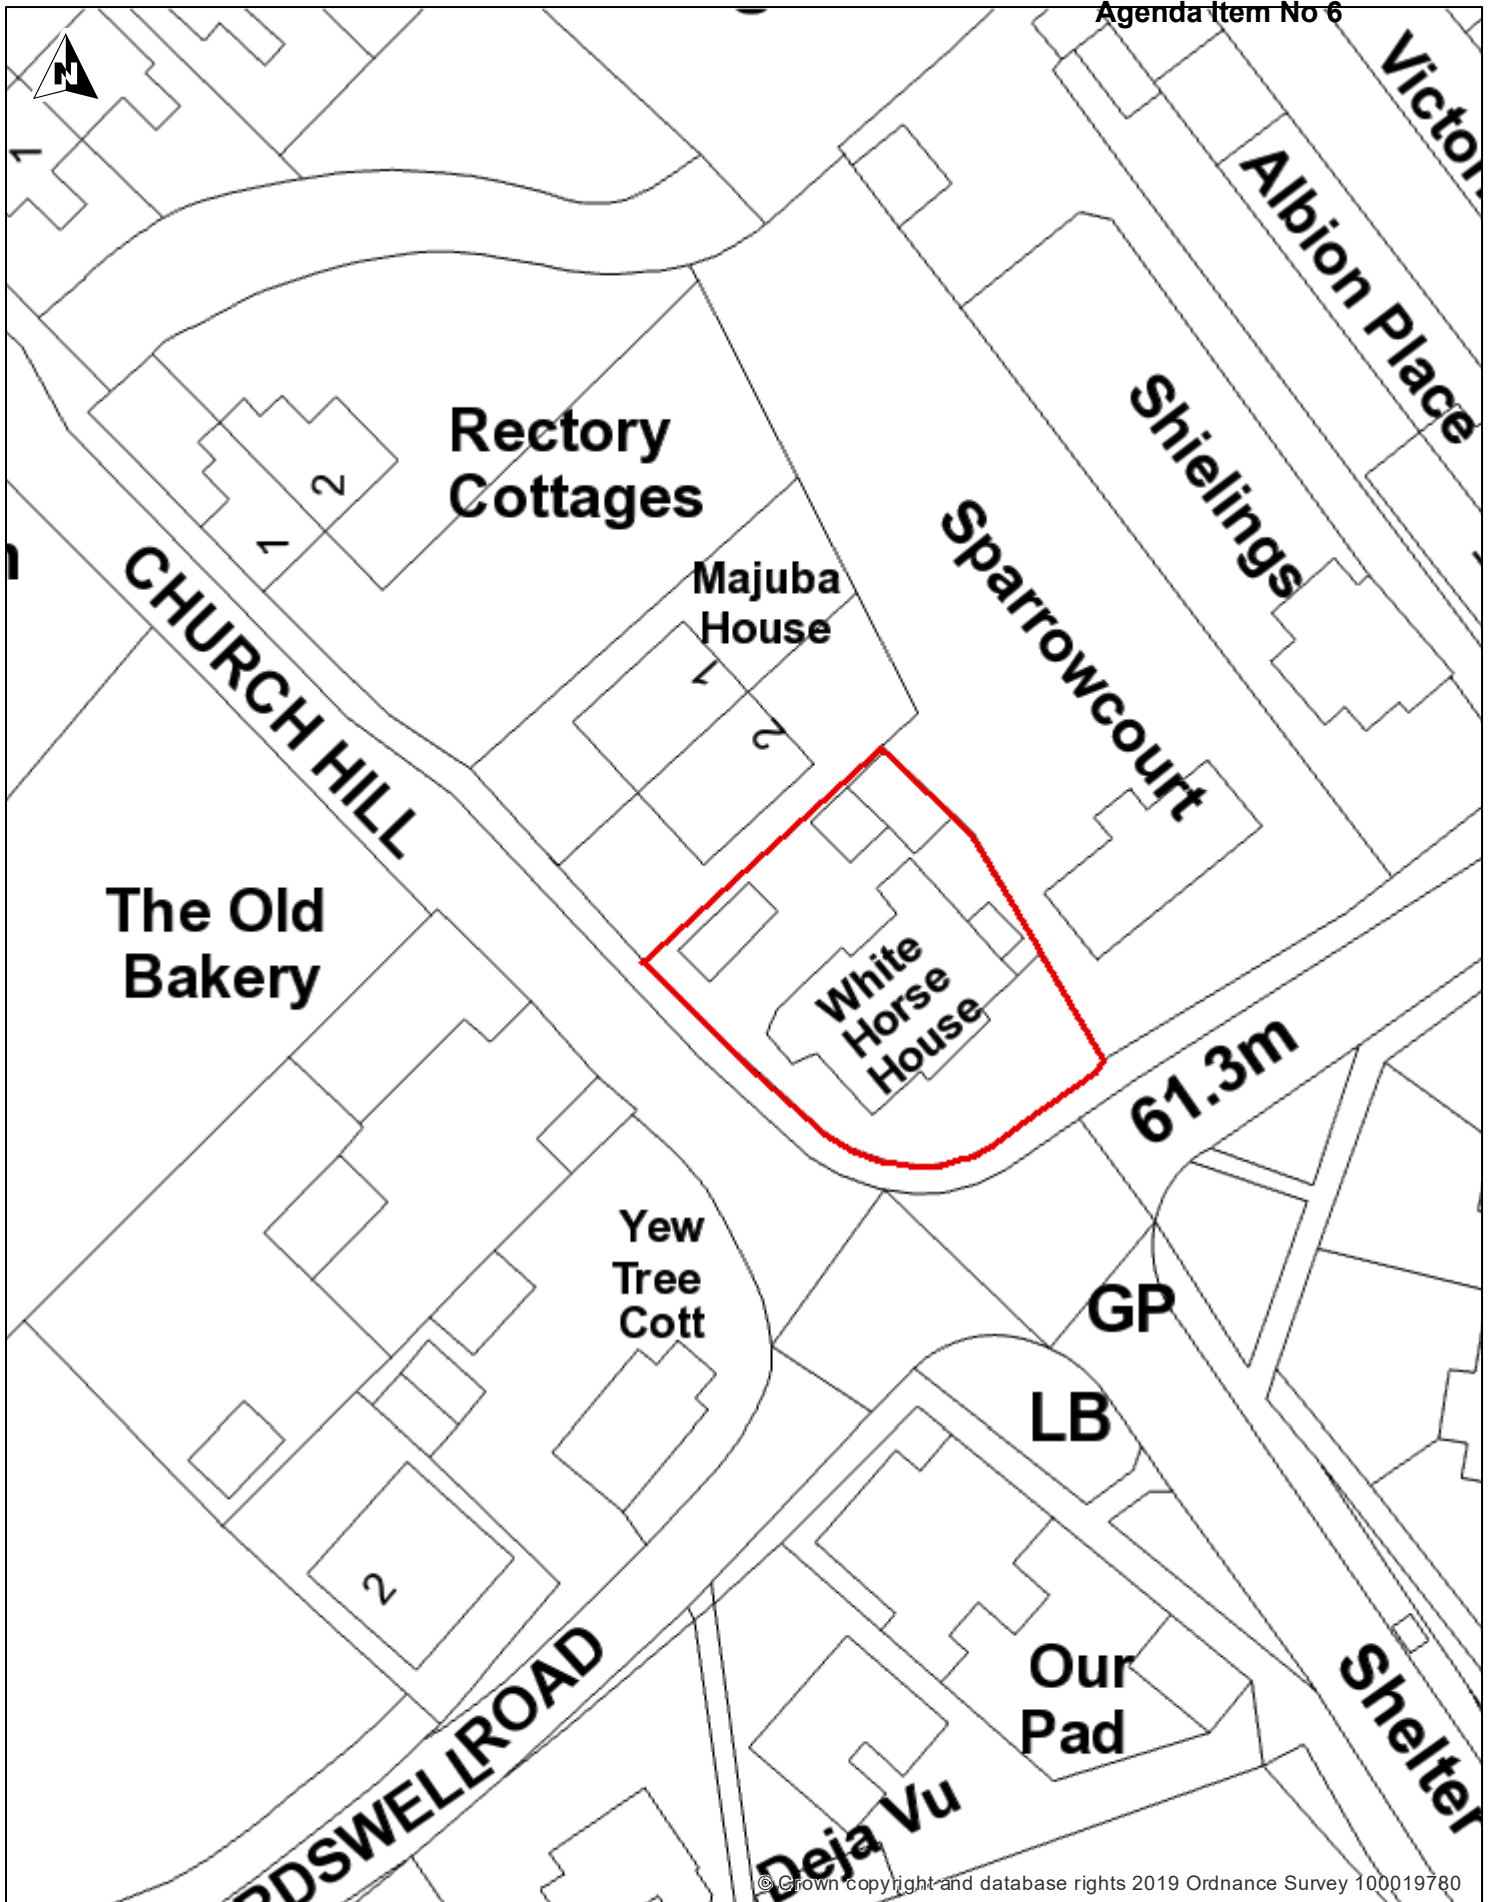 Agenda Item No 6
N
1
Albion Place
Shielings
Rectory
Cottages
2
1
Sparrowcourt
Majuba
House
1
2
CHURCH HILL
The Old
Bakery
White
Horse
House
61.3m
Yew
Tree
Cott
GP
LB
2
ROAD
Our
Pad
Shelter
Deja Vu
© Crown copyright and database rights 2019 Ordnance Survey 100019780